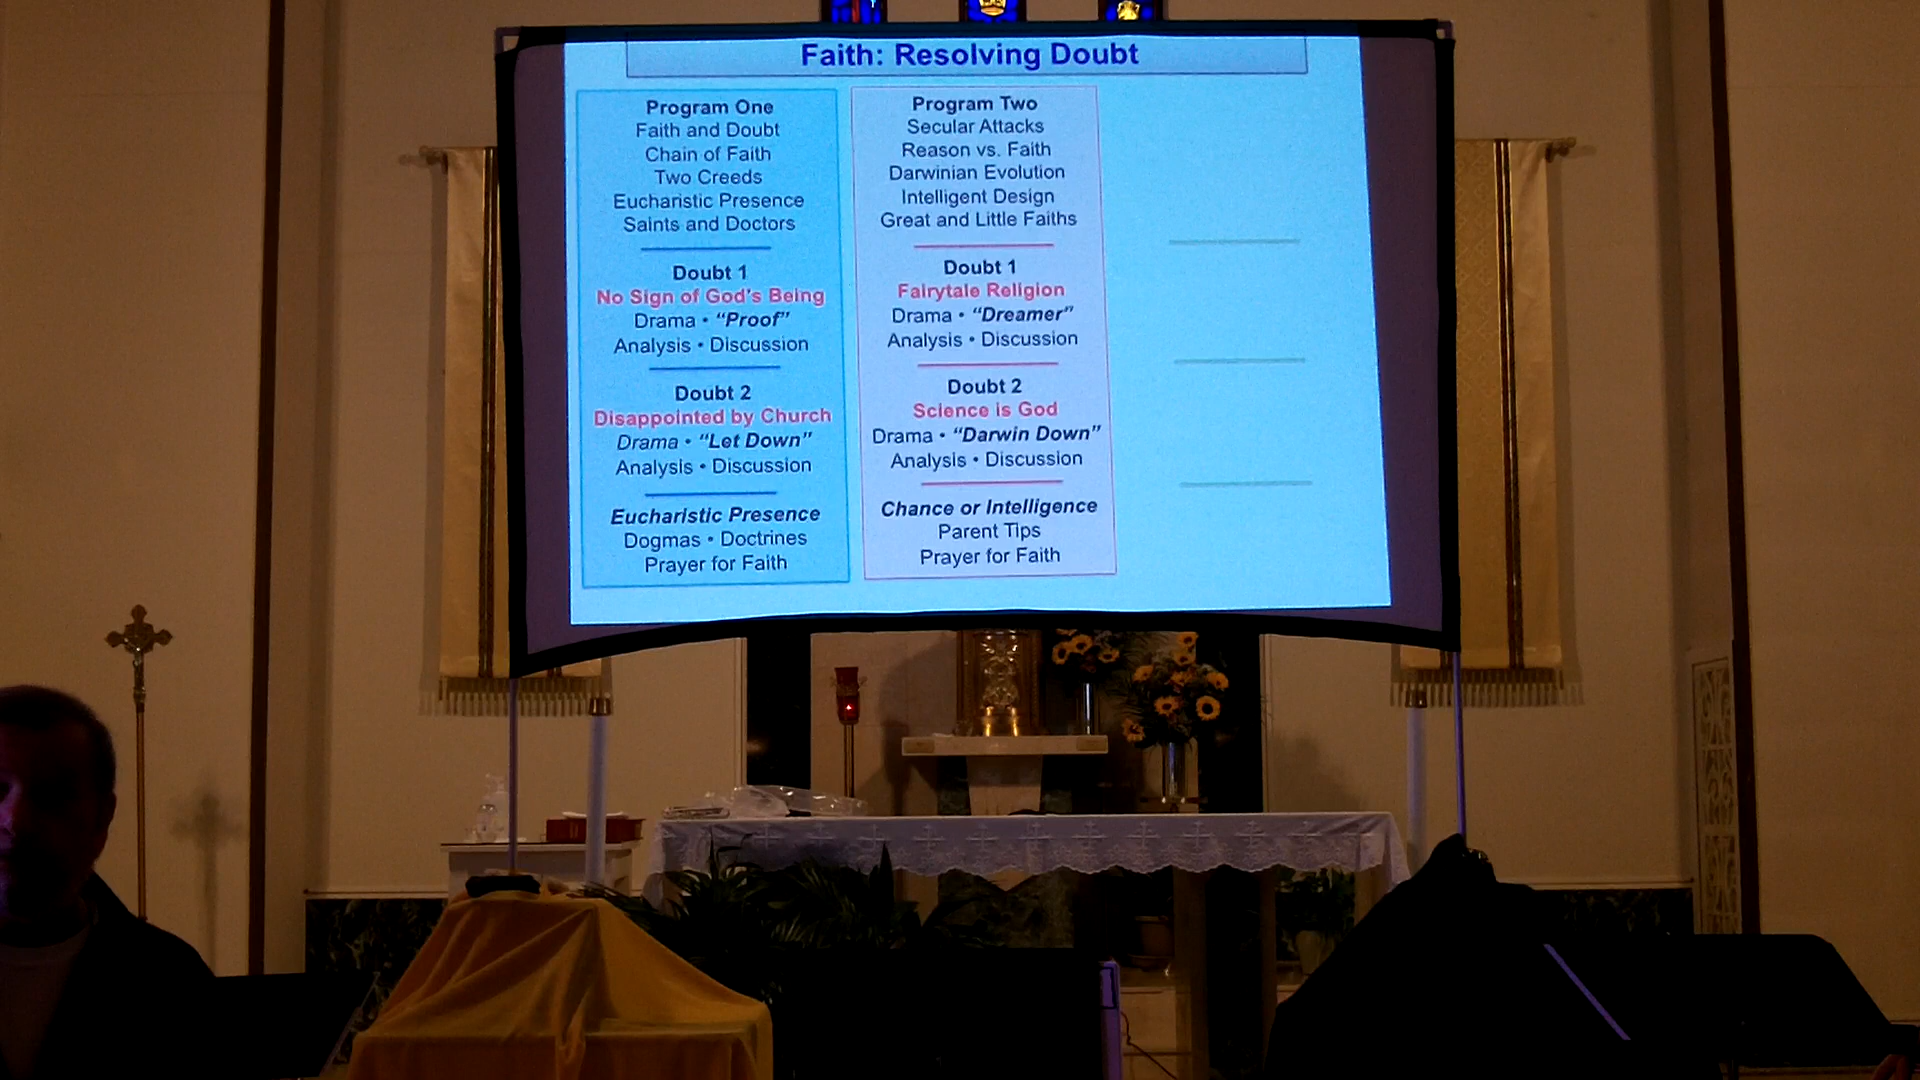 Faith: Resolving Doubt
Program One
Faith and Doubt
Chain of Faith
Two Creeds
Eucharistic Presence
Saints and Doctors
Doubt 1
No Sign of God's Being
Drama • “Proof”
Analysis • Discussion
Doubt 2
Disappointed by Church
Drama • “Let Down”
Analysis • Discussion
Eucharistic Presence
Dogmas • Doctrines
Prayer for Faith
Program Two
Secular Attacks
Reason vs. Faith
Darwinian Evolution
Intelligent Design
Great and Little Faiths
Doubt 1
Fairytale Religion
Drama • “Dreamer”
Analysis • Discussion
Doubt 2
Science is God
Drama • “Darwin Down”
Analysis • Discussion
Chance or Intelligence
Parent Tips
Prayer for Faith